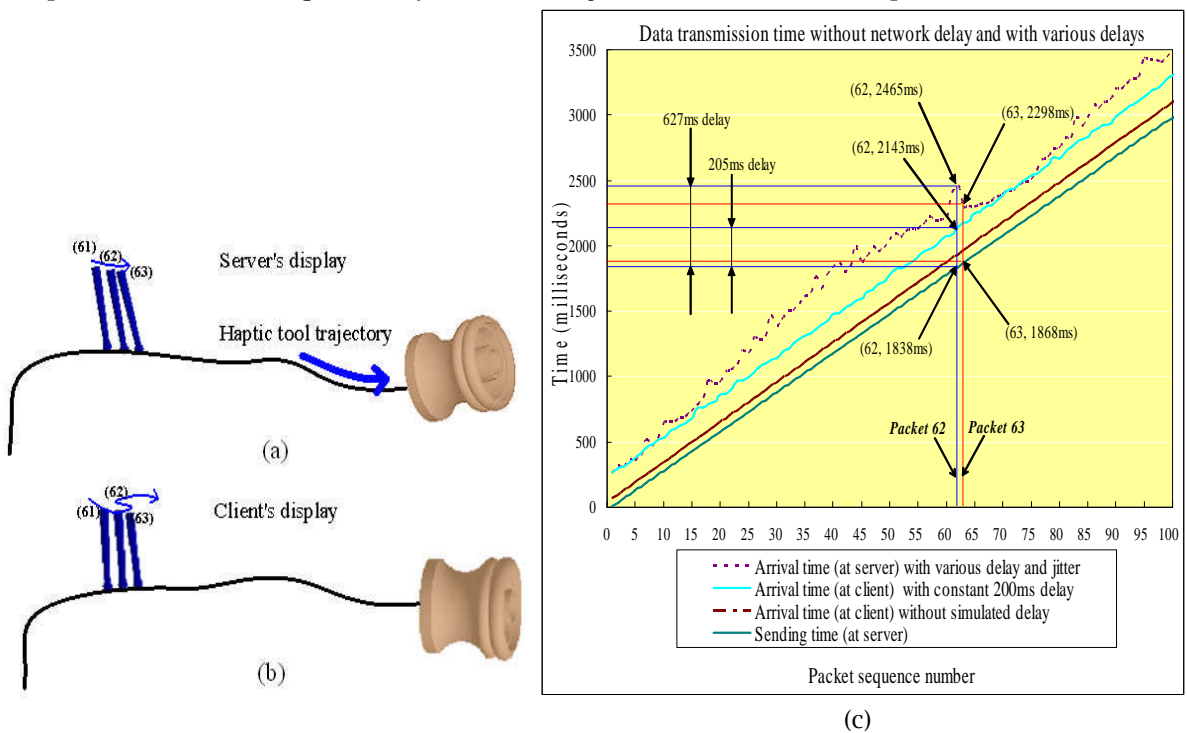 (61)
(62)
(63)
Server's display
Haptic tool trajectory
(a)
(62)
(61)
(63)
Client's display
(b)
Data transmission time without network delay and with various delays
3500
3000
2500
2000
1500
1000
500
0
Time (milliseconds)
(62, 2465ms)
627ms delay
(63, 2298ms)
(62, 2143ms)
205ms delay
(62, 1838ms)
(63, 1868ms)
Packet 62
Packet 63
0 5 10 15 20 25 30 35 40 45 50 55 60 65 70 75 80 85 90 95 100
Arrival time (at server) with various delay and jitter
Arrival time (at client) with constant 200ms delay
Arrival time (at client) without simulated delay
Sending time (at server)
Packet sequence number
(c)